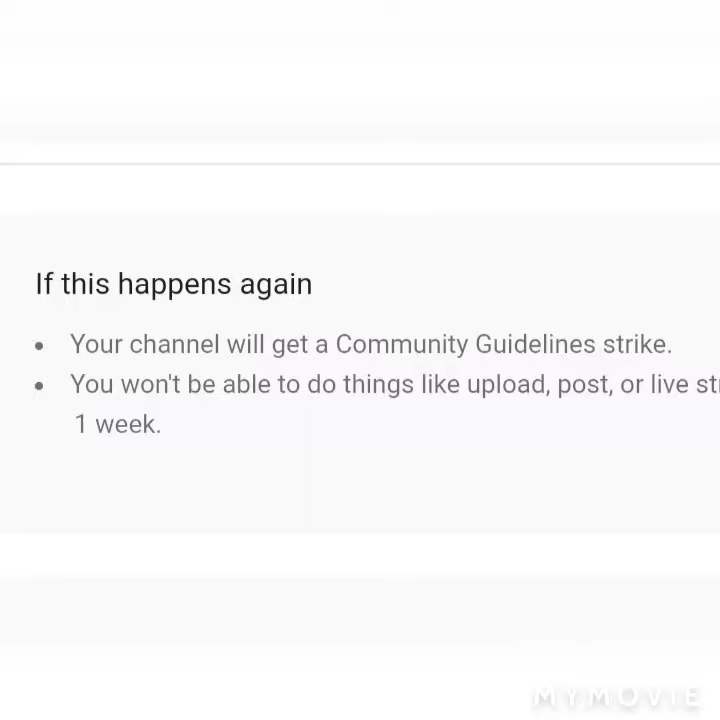 If this happens again
• Your channel will get a Community Guidelines strike.
• You won't be able to do things like upload, post, or live
1 week.
MYMOVIE